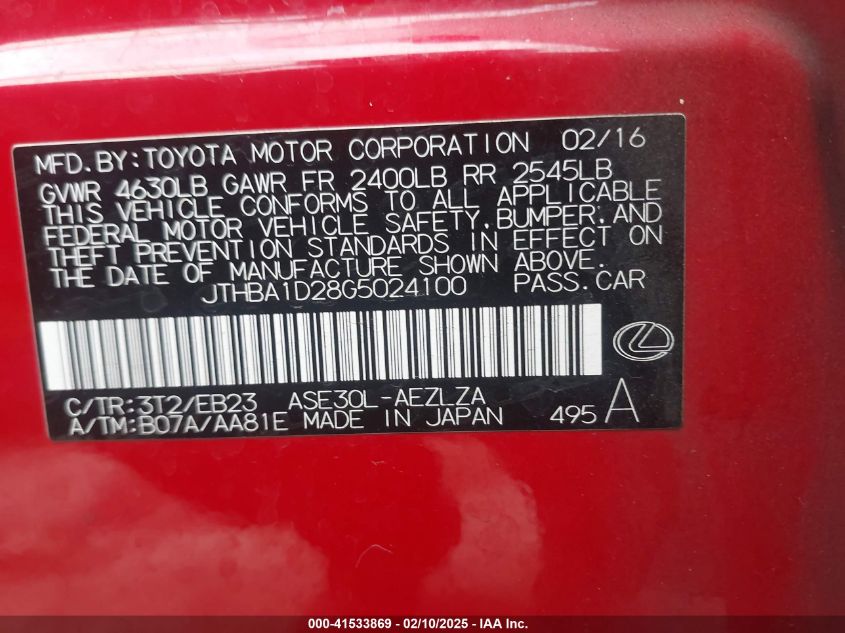 MFD.BY:TOYOTA MOTOR CORPORATION 02/16
GVWR 4630LB GAWR FR 2400LB RR 2545LB
THIS VEHICLE CONFORMS TO ALL APPLICABLE
FEDERAL MOTOR VEHICLE SAFETY,BUMPER,AND
THEFT PREVENTION STANDARDS IN EFFECT ON
THE DATE OF MANUFACTURE SHOWN ABOVE.
JTHBA1D28G5024100 PASS.CAR
C/TR:3T2/EB23 ASE30L-AEZLZA
A/TM:B07A/AA81E MADE IN JAPAN 495 A
000-41533869 - 02/10/2025 - IAA Inc.